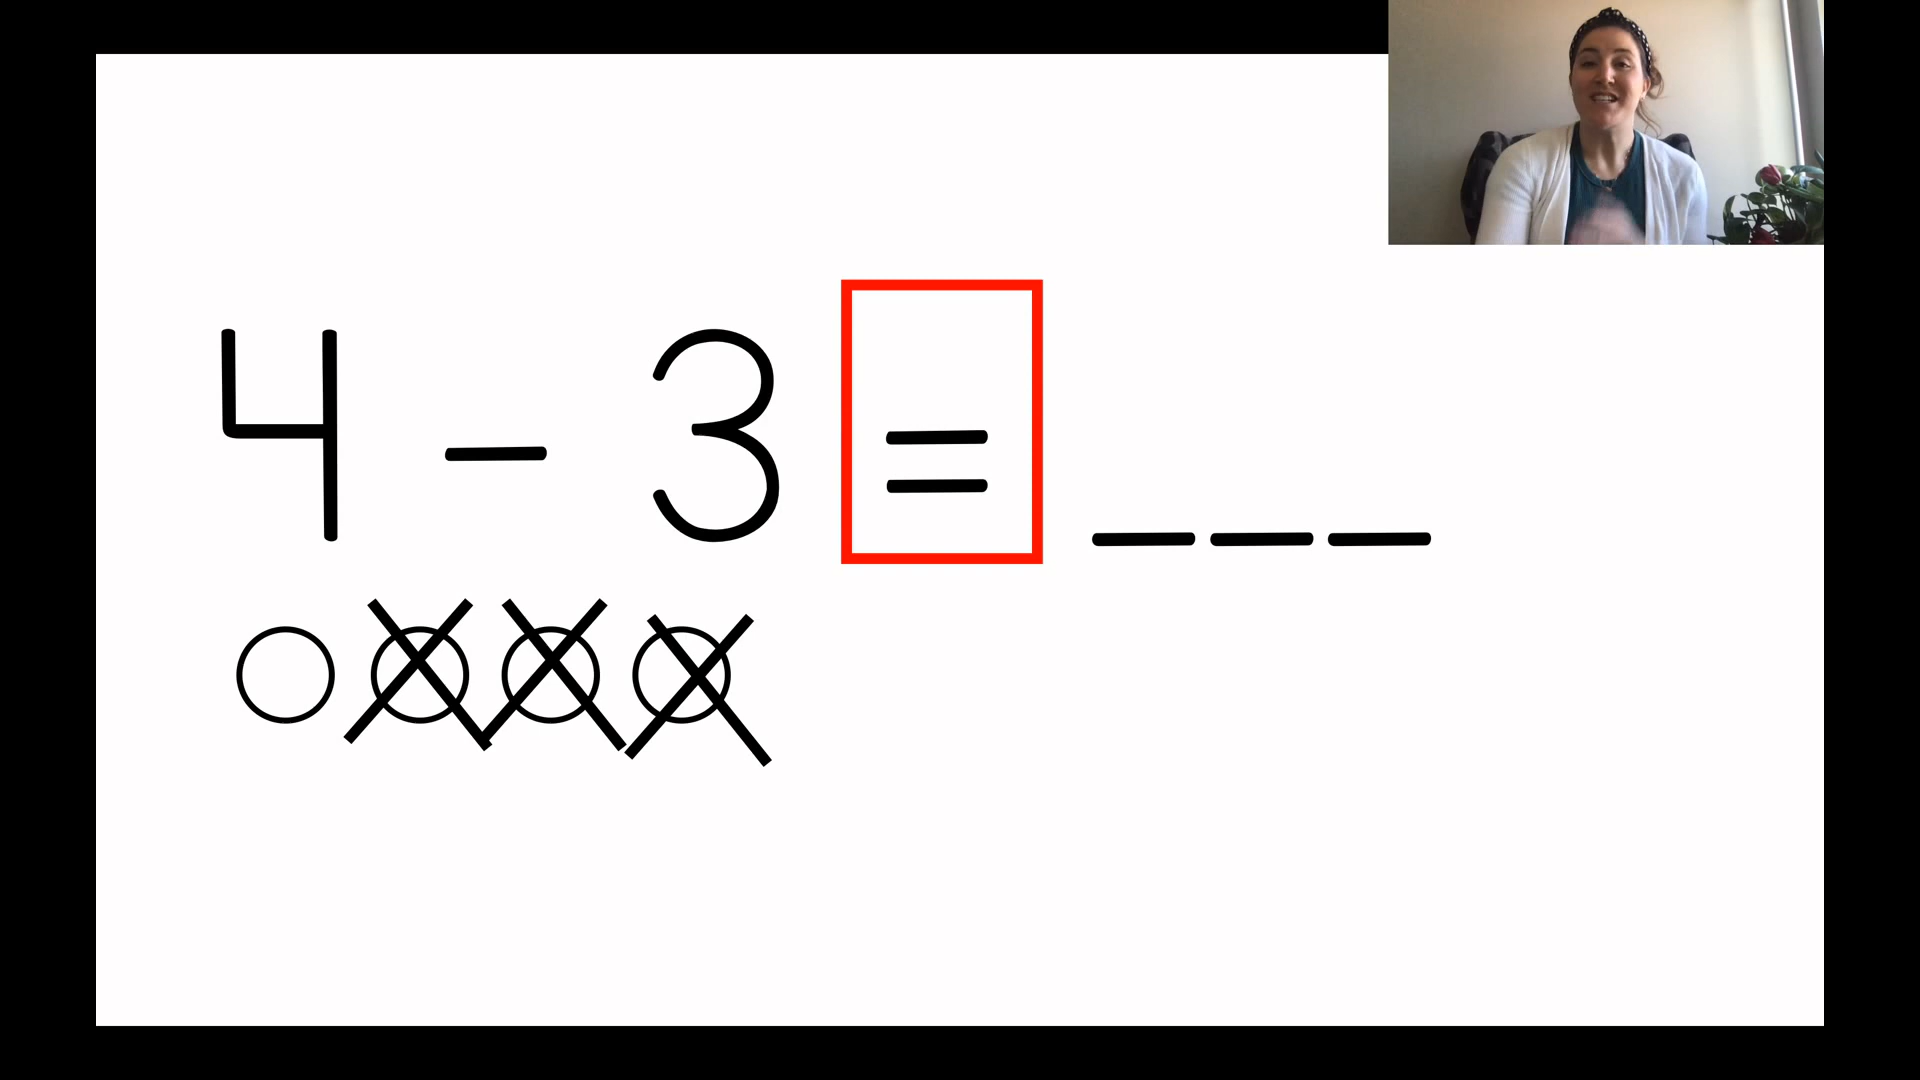 4 - 3 = ___